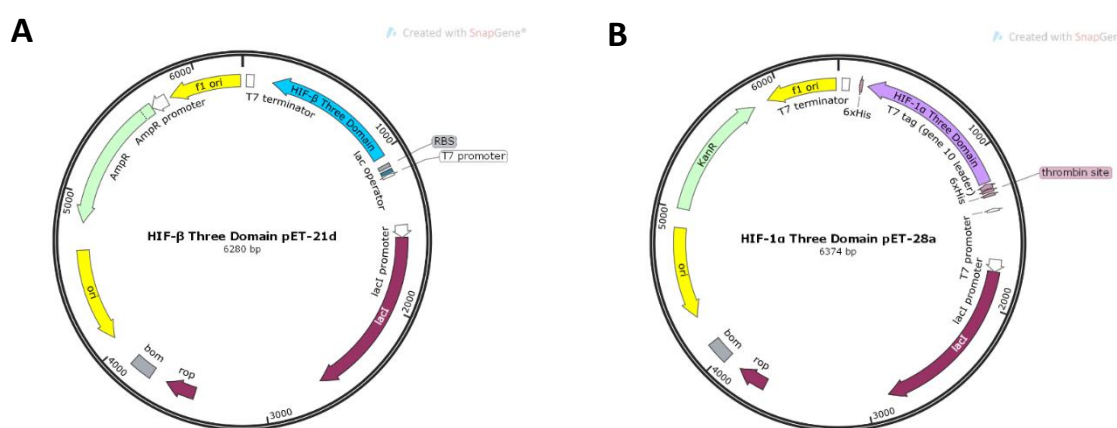 A
Created with SnapGene®
6000
f1 ori
T7 terminator
AmpR promoter
HIF-β Three Domain
1000
RBS
T7 promoter
lac operator
AmpR
5000
HIF-β Three Domain pET-21d
6280 bp
lacI promoter
lacI
2000
ori
bom
4000
rop
3000
B
Created with SnapGer
6000
f1 ori
T7 terminator
6xHis
HIF-1α Three Domain
T7 tag (gene 10 leader)
1000
KanR
thrombin site
6xHis
5000
HIF-1α Three Domain pET-28a
6374 bp
T7 promoter
lacI promoter
lacI
2000
ori
bom
4000
rop
3000